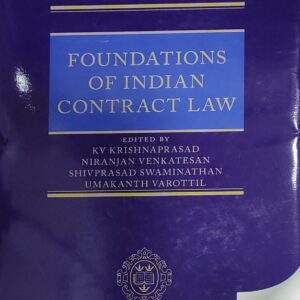 FOUNDATIONS
OF INDIAN
CONTRACT LAW
EDITED BY
KV KRISHNAPRASAD
NIRANJAN VENKATESAN
SHIVPRASAD SWAMINATHAN
UMAKANTH VAROTTIL